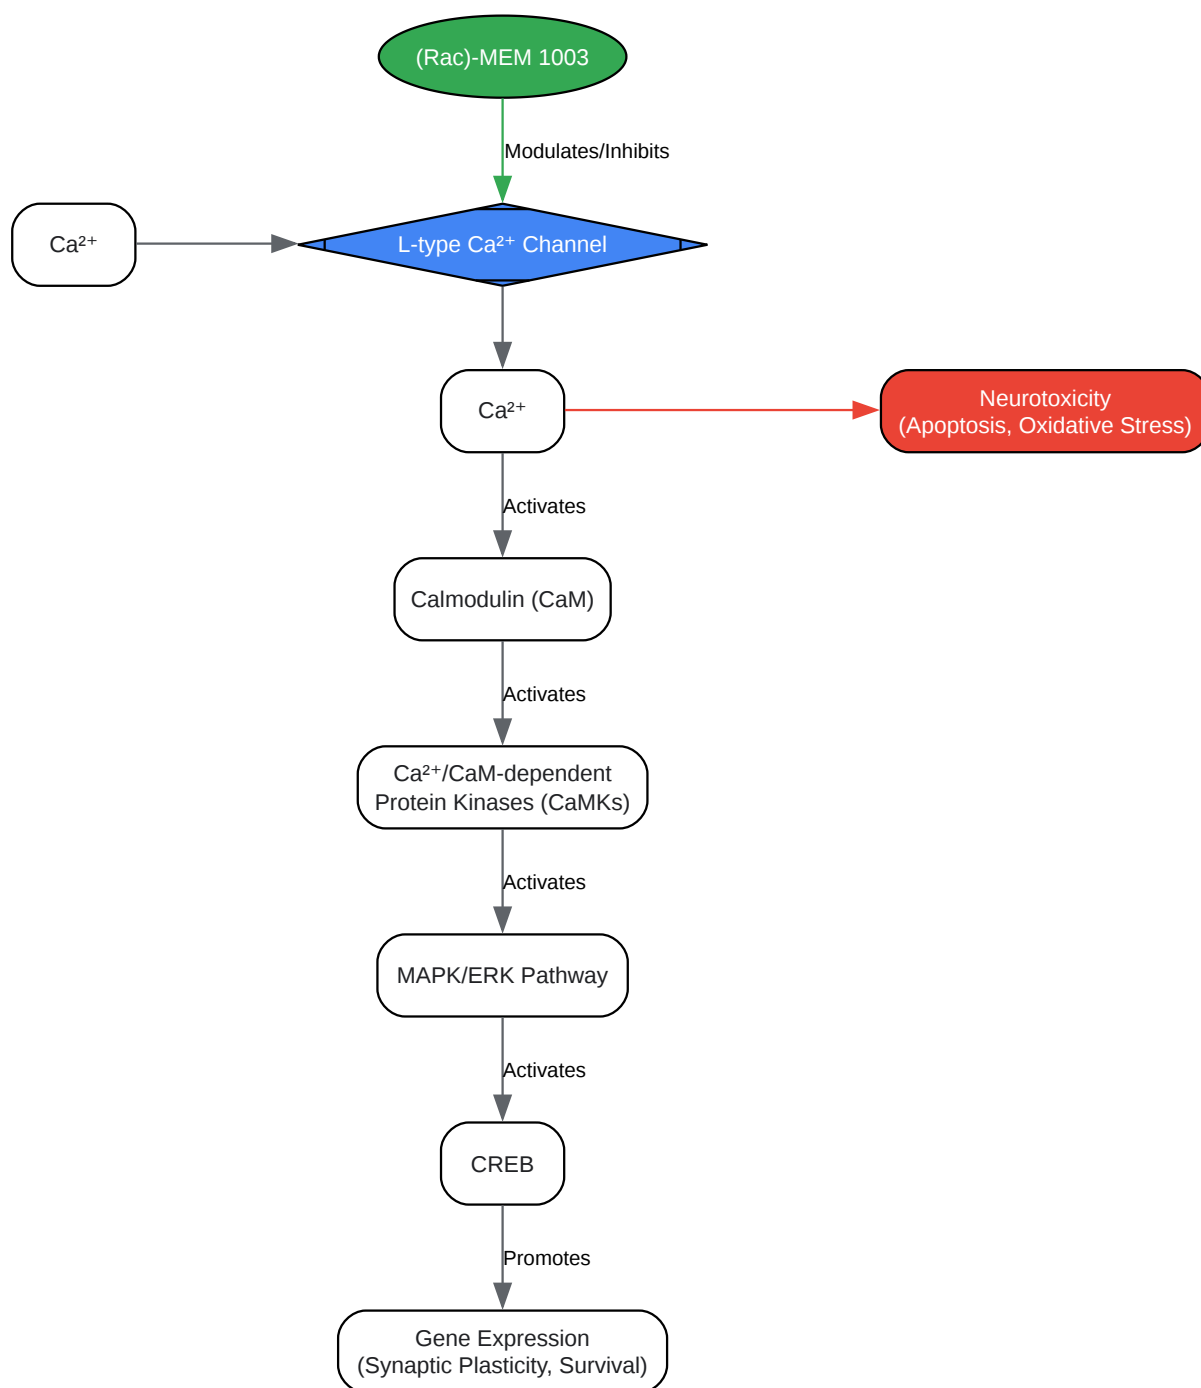 (Rac)-MEM 1003
Modulates/Inhibits
Ca²⁺
L-type Ca²⁺ Channel
Ca²⁺
Neurotoxicity
(Apoptosis, Oxidative Stress)
Activates
Calmodulin (CaM)
Activates
Ca²⁺/CaM-dependent
Protein Kinases (CaMKs)
Activates
MAPK/ERK Pathway
Activates
CREB
Promotes
Gene Expression
(Synaptic Plasticity, Survival)